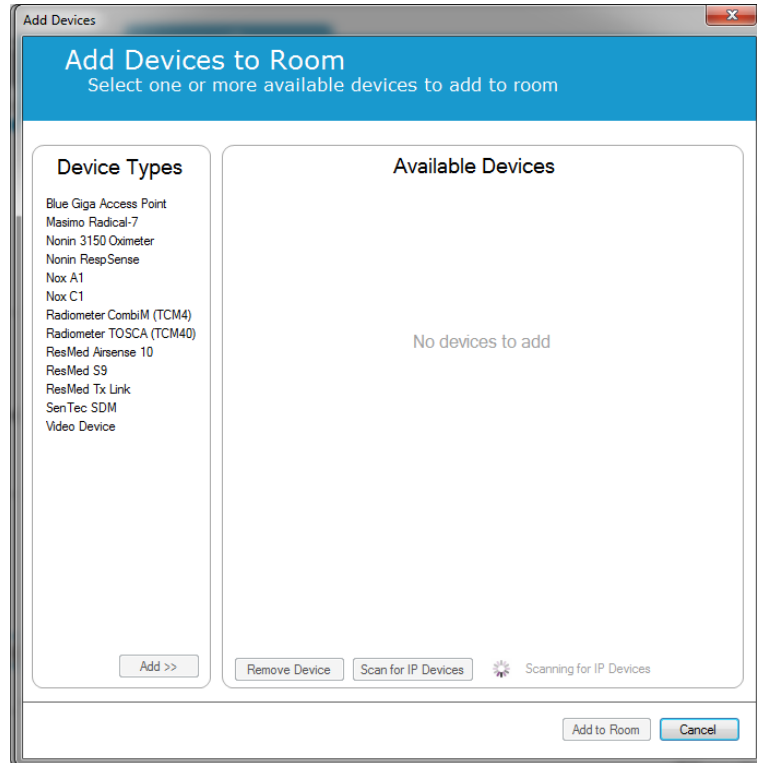 Add Devices
Add Devices to Room
Select one or more available devices to add to room
Device Types
Blue Giga Access Point
Masimo Radical-7
Nonin 3150 Oximeter
Nonin RespSense
Nox A1
Nox C1
Radiometer CombiM (TCM4)
Radiometer TOSCA (TCM40)
ResMed Airsense 10
ResMed S9
ResMed Tx Link
SenTec SDM
Video Device
Add >>
Available Devices
No devices to add
Remove Device
Scan for IP Devices
Scanning for IP Devices
Add to Room
Cancel